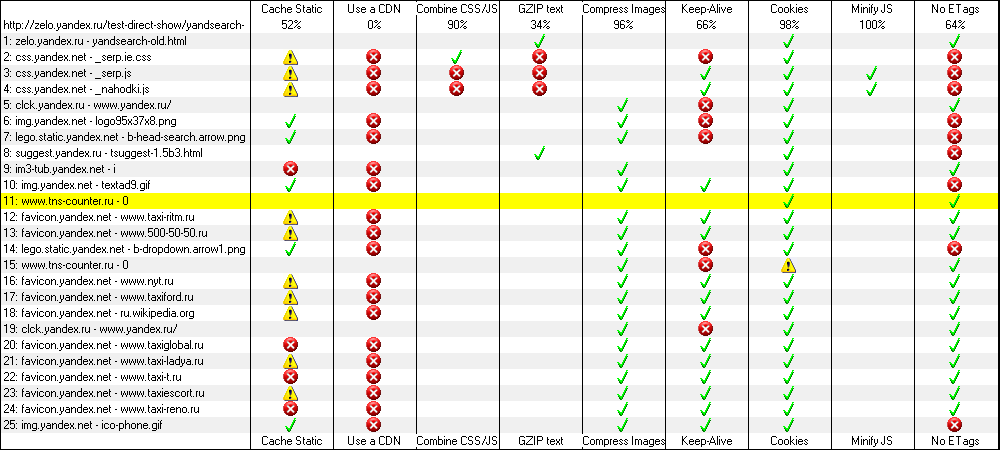 Cache Static Use a CDN Combine CSS/JS GZIP text Compress Images Keep-Alive Cookies Minify JS No ETags
http://zelo.yandex.ru/test-direct-show/yandsearch- 52% 0% 90% 34% 96% 66% 98% 100% 64%
1: zelo.yandex.ru - yandsearch-old.html
2: css.yandex.net - _serp.ie.css
3: css.yandex.net - _serp.js
4: css.yandex.net - _nahodki.js
5: clck.yandex.ru - www.yandex.ru/
6: img.yandex.net - logo95x37x8.png
7: lego.static.yandex.net - b-head-search.arrow.png
8: suggest.yandex.ru - tsuggest-1.5b3.html
9: im3-tub.yandex.net - i
10: img.yandex.net - textad9.gif
11: www.tns-counter.ru - 0
12: favicon.yandex.net - www.taxi-ritm.ru
13: favicon.yandex.net - www.500-50-50.ru
14: lego.static.yandex.net - b-dropdown.arrow1.png
15: www.tns-counter.ru - 0
16: favicon.yandex.net - www.nyt.ru
17: favicon.yandex.net - www.taxiford.ru
18: favicon.yandex.net - ru.wikipedia.org
19: clck.yandex.ru - www.yandex.ru/
20: favicon.yandex.net - www.taxiglobal.ru
21: favicon.yandex.net - www.taxi-ladya.ru
22: favicon.yandex.net - www.taxi-t.ru
23: favicon.yandex.net - www.taxiescort.ru
24: favicon.yandex.net - www.taxi-reno.ru
25: img.yandex.net - ico-phone.gif
Cache Static Use a CDN Combine CSS/JS GZIP text Compress Images Keep-Alive Cookies Minify JS No ETags